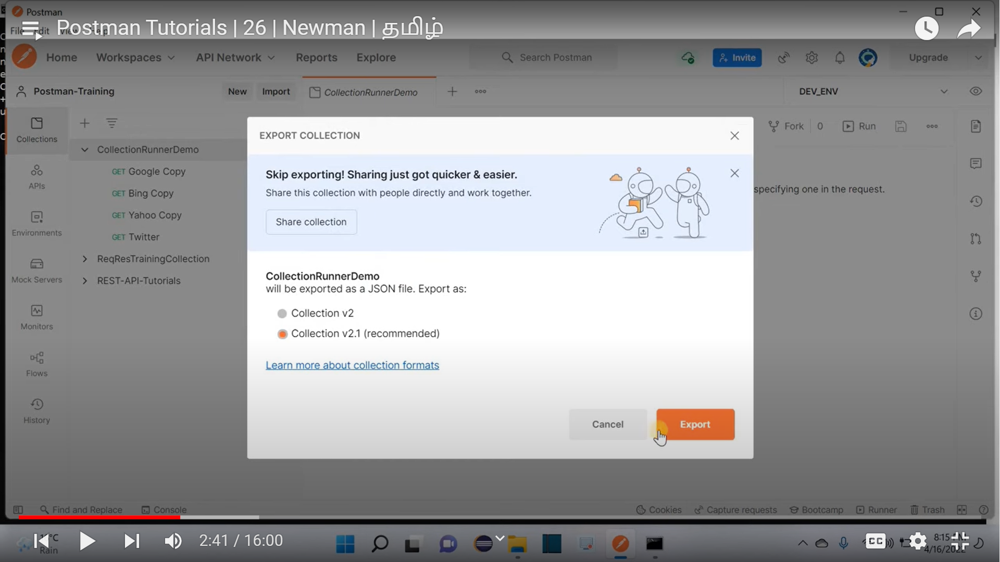 Postman
File Edit View Help
Postman Tutorials | 26 | Newman | தமிழ்
Home Workspaces API Network Reports Explore Search Postman Invite Upgrade
Postman-Training New Import CollectionRunnerDemo DEV_ENV
Collections
APIs
Environments
Mock Servers
Monitors
Flows
History
CollectionRunnerDemo
GET Google Copy
GET Bing Copy
GET Yahoo Copy
GET Twitter
ReqResTrainingCollection
REST-API-Tutorials
Fork 0 Run
specifying one in the request.
EXPORT COLLECTION
Skip exporting! Sharing just got quicker & easier.
Share this collection with people directly and work together.
Share collection
CollectionRunnerDemo
will be exported as a JSON file. Export as:
Collection v2
Collection v2.1 (recommended)
Learn more about collection formats
Cancel Export
Find and Replace Console Cookies Capture requests Bootcamp Runner Trash
2:41 / 16:00
Rain
CC
8:15 PM
4/16/2022